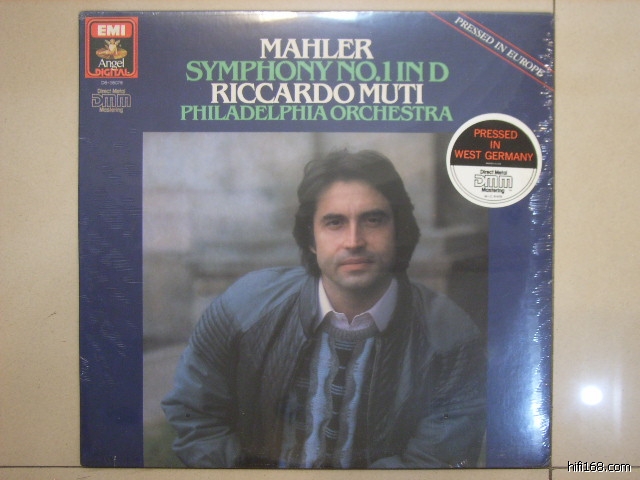 EMI
Angel
DIGITAL
Direct Metal
DMM
Mastering
MAHLER
SYMPHONY NO.1 IN D
RICCARDO MUTI
PHILADELPHIA ORCHESTRA
PRESSED IN EUROPE
PRESSED
IN
WEST GERMANY
Direct Metal
DMM
Mastering
hifi168.com